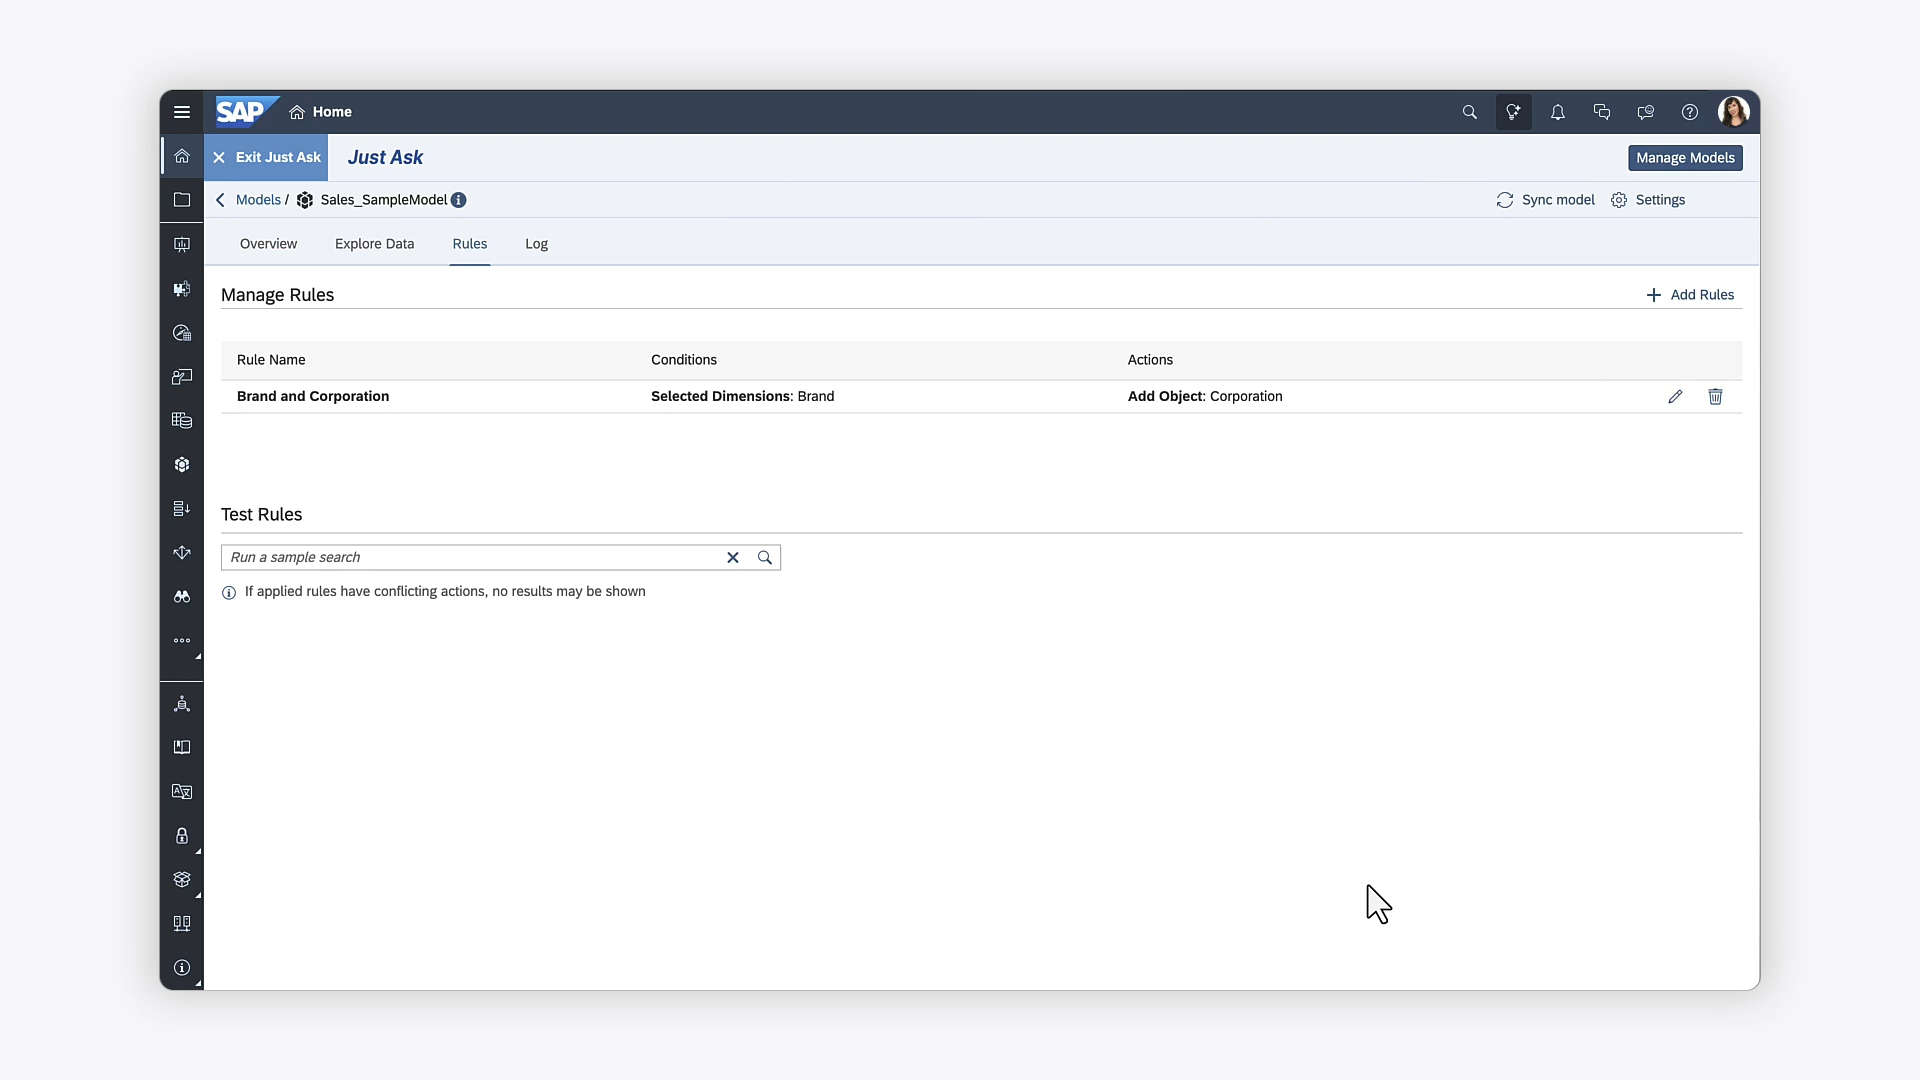 SAP Home
Exit Just Ask Just Ask Manage Models
Models / Sales_SampleModel Sync model Settings
Overview Explore Data Rules Log
Manage Rules Add Rules
Rule Name Conditions Actions
Brand and Corporation Selected Dimensions: Brand Add Object: Corporation
Test Rules
Run a sample search
If applied rules have conflicting actions, no results may be shown